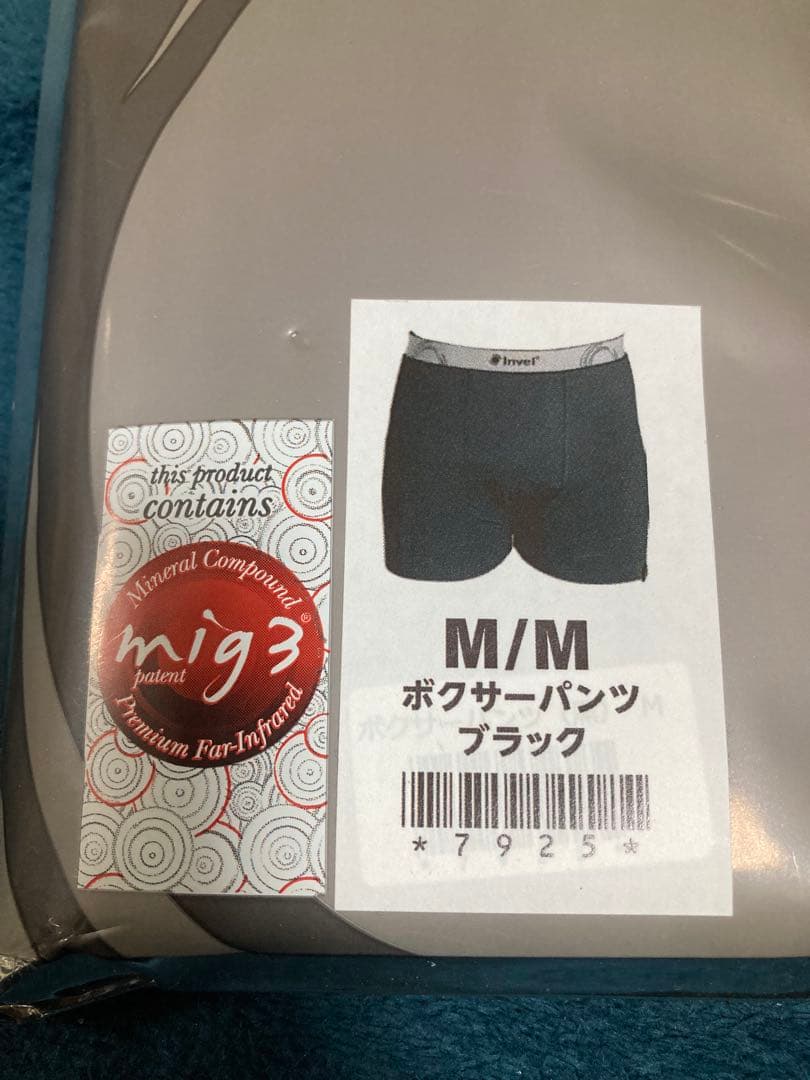 this product
contains
Mineral Compound
mig3®
patent
Premium Far-Infrared
Invel®
M/M
ボクサーパンツ
ブラック
*7925*